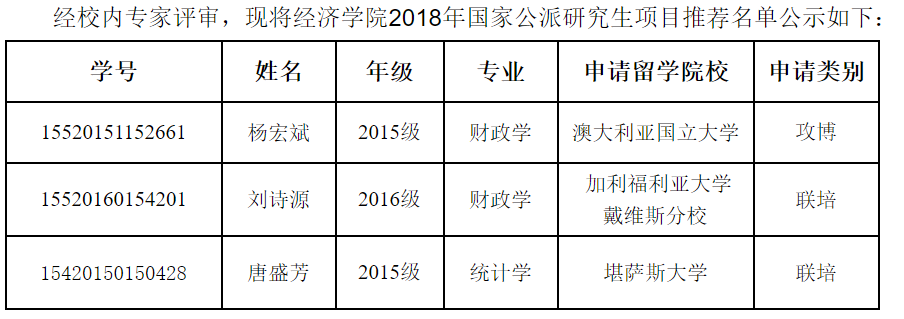 经校内专家评审，现将经济学院2018年国家公派研究生项目推荐名单公示如下：
学号 姓名 年级 专业 申请留学院校 申请类别
15520151152661 杨宏斌 2015级 财政学 澳大利亚国立大学 攻博
15520160154201 刘诗源 2016级 财政学 加利福利亚大学
戴维斯分校 联培
15420150150428 唐盛芳 2015级 统计学 堪萨斯大学 联培